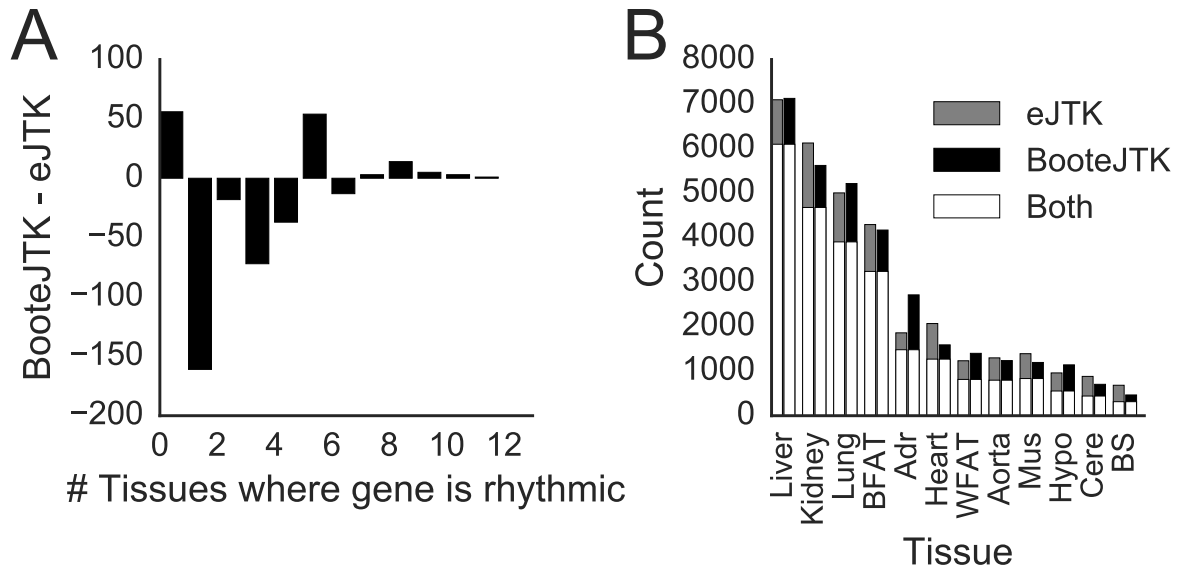 A
100
50
0
−50
−100
−150
−200
BooteJTK - eJTK
0 2 4 6 8 10 12
# Tissues where gene is rhythmic
B
8000
7000
6000
5000
4000
3000
2000
1000
0
Count
eJTK
BooteJTK
Both
Liver
Kidney
Lung
BFAT
Adr
Heart
WFAT
Aorta
Mus
Hypo
Cere
BS
Tissue